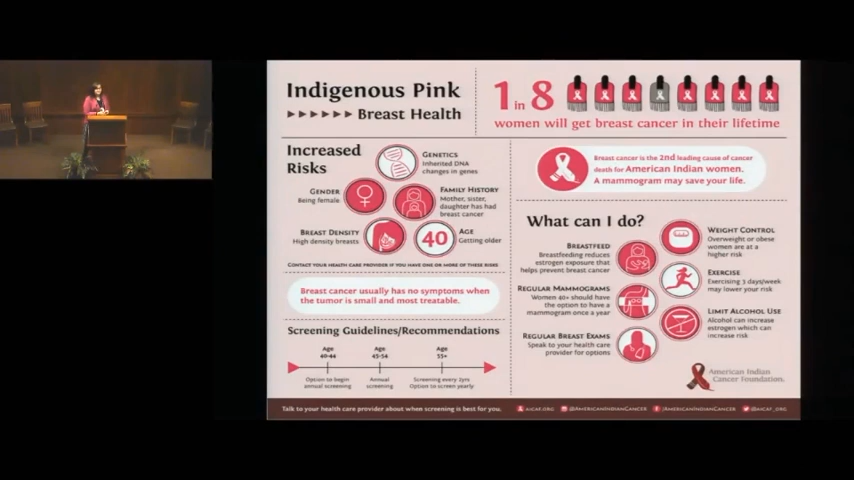 Indigenous Pink
Breast Health
1 in 8
women will get breast cancer in their lifetime
Increased
Risks
GENETICS
Inherited DNA
changes in genes
GENDER
Being female
FAMILY HISTORY
Mother, sister,
daughter has had
breast cancer
BREAST DENSITY
High density breasts
40
AGE
Getting older
CONTACT YOUR HEALTH CARE PROVIDER IF YOU HAVE ONE OR MORE OF THESE RISKS
Breast cancer usually has no symptoms when
the tumor is small and most treatable.
Screening Guidelines/Recommendations
Age
40-44
Age
45-54
Age
55+
Option to begin
annual screening
Annual
screening
Screening every 2yrs
Option to screen yearly
Breast cancer is the 2nd leading cause of cancer
death for American Indian women.
A mammogram may save your life.
What can I do?
BREASTFEED
Breastfeeding reduces
estrogen exposure that
helps prevent breast cancer
WEIGHT CONTROL
Overweight or obese
women are at a
higher risk
EXERCISE
Exercising 3 days/week
may lower your risk
REGULAR MAMMOGRAMS
Women 40+ should have
the option to have a
mammogram once a year
LIMIT ALCOHOL USE
Alcohol can increase
estrogen which can
increase risk
REGULAR BREAST EXAMS
Speak to your health care
provider for options
American Indian
Cancer Foundation.
Talk to your health care provider about when screening is best for you.
AICAF.ORG
@AMERICANINDIANCANCER
/AMERICANINDIANCANCER
@AICAF_ORG